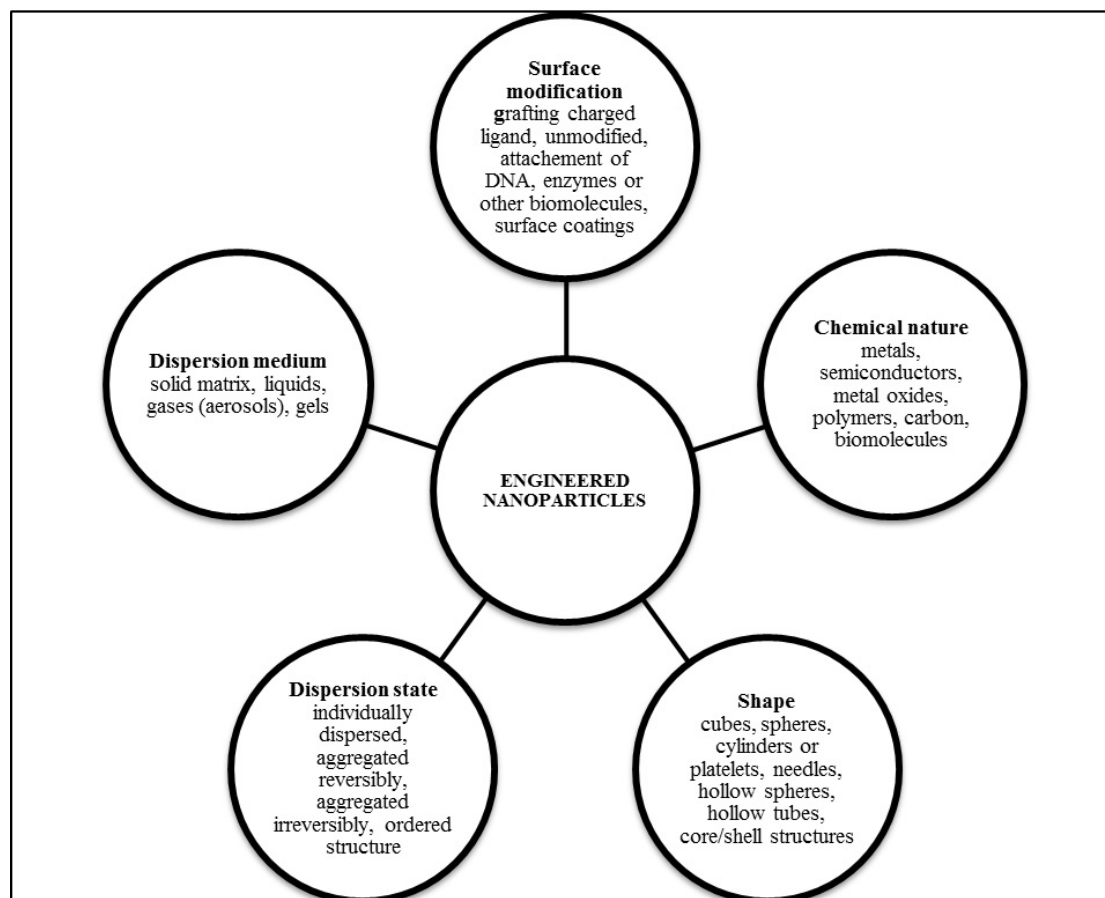 Surface
modification
grafting charged
ligand, unmodified,
attachement of
DNA, enzymes or
other biomolecules,
surface coatings
Dispersion medium
solid matrix, liquids,
gases (aerosols), gels
Chemical nature
metals,
semiconductors,
metal oxides,
polymers, carbon,
biomolecules
ENGINEERED
NANOPARTICLES
Dispersion state
individually
dispersed,
aggregated
reversibly,
aggregated
irreversibly, ordered
structure
Shape
cubes, spheres,
cylinders or
platelets, needles,
hollow spheres,
hollow tubes,
core/shell structures